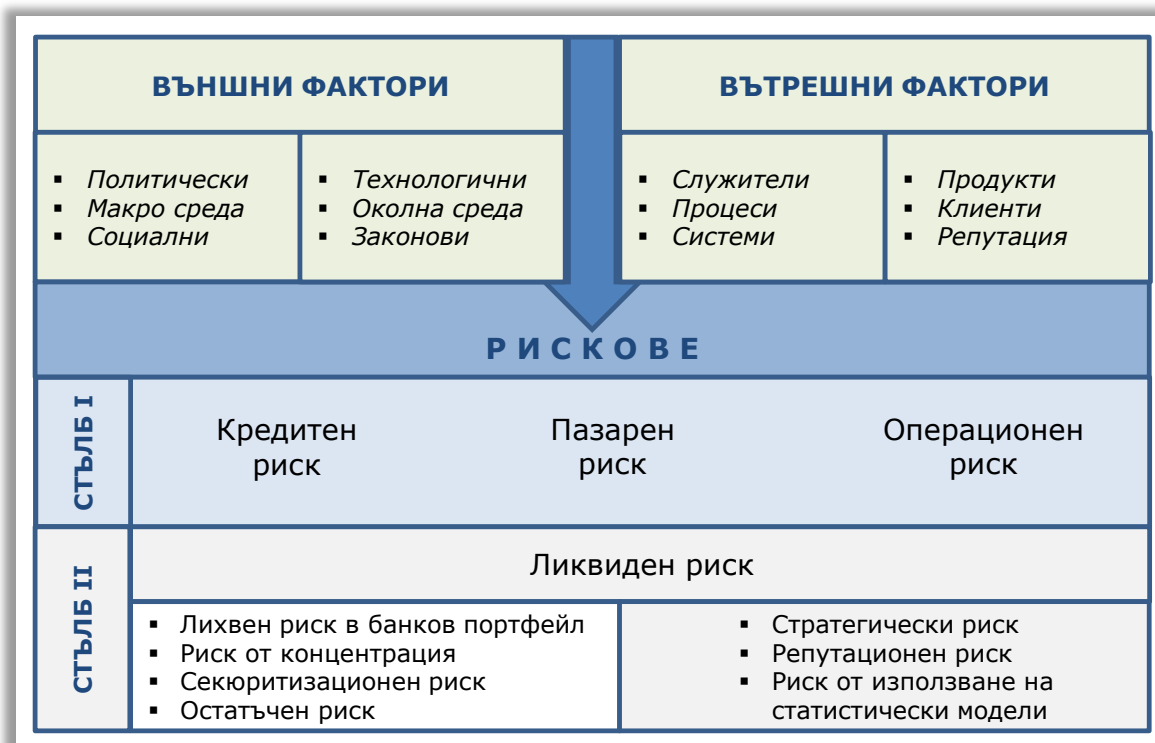 ВЪНШНИ ФАКТОРИ
▪ Политически
▪ Макро среда
▪ Социални
▪ Технологични
▪ Околна среда
▪ Законови
ВЪТРЕШНИ ФАКТОРИ
▪ Служители
▪ Процеси
▪ Системи
▪ Продукти
▪ Клиенти
▪ Репутация
Р И С К О В Е
СТЪЛБ I
Кредитен
риск
Пазарен
риск
Операционен
риск
СТЪЛБ II
Ликвиден риск
▪ Лихвен риск в банков портфейл
▪ Риск от концентрация
▪ Секюритизационен риск
▪ Остатъчен риск
▪ Стратегически риск
▪ Репутационен риск
▪ Риск от използване на
статистически модели